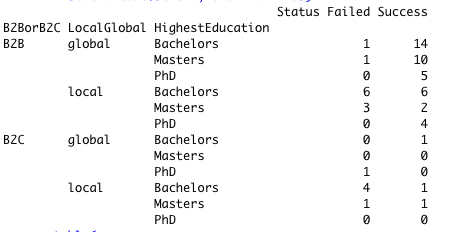 Status Failed Success
B2BorB2C LocalGlobal HighestEducation
B2B global Bachelors 1 14
Masters 1 10
PhD 0 5
local Bachelors 6 6
Masters 3 2
PhD 0 4
B2C global Bachelors 0 1
Masters 0 0
PhD 1 0
local Bachelors 4 1
Masters 1 1
PhD 0 0